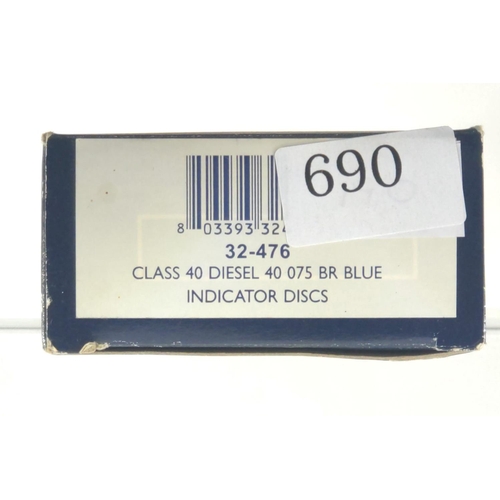 690
8 03393 324
32-476
CLASS 40 DIESEL 40 075 BR BLUE
INDICATOR DISCS